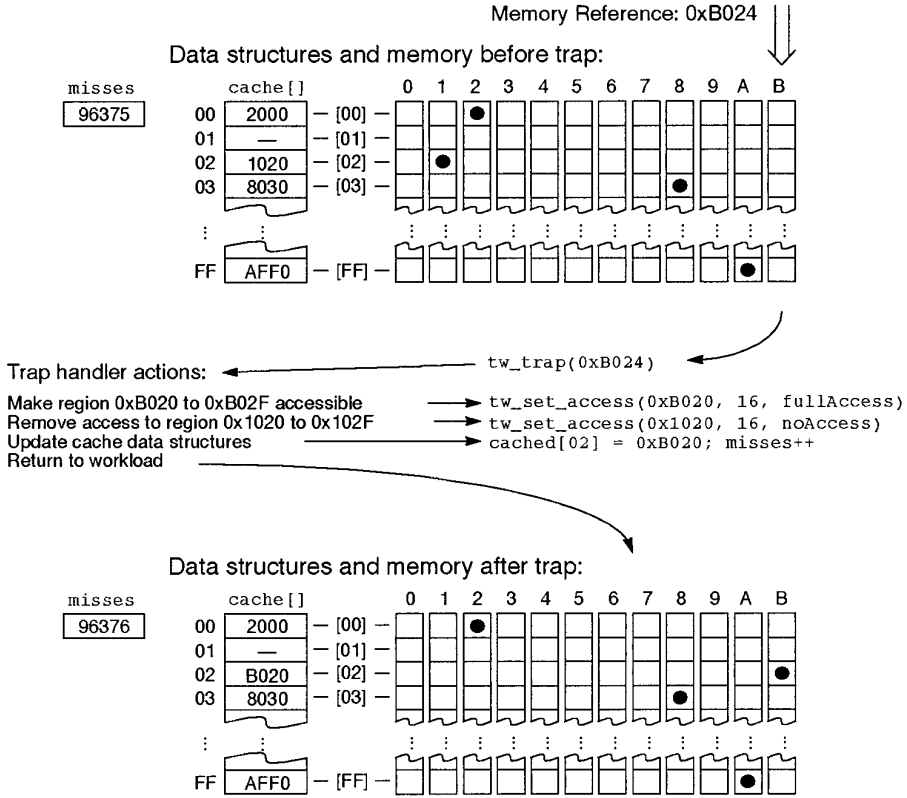 Memory Reference: 0xB024
Data structures and memory before trap:
misses cache[] 0 1 2 3 4 5 6 7 8 9 A B
96375 00 2000 [00]
01 — [01]
02 1020 [02]
03 8030 [03]
⋮ ⋮ ⋮ ⋮ ⋮ ⋮ ⋮ ⋮ ⋮ ⋮ ⋮ ⋮ ⋮ ⋮
FF AFF0 [FF]
tw_trap(0xB024)
Trap handler actions:
Make region 0xB020 to 0xB02F accessible tw_set_access(0xB020, 16, fullAccess)
Remove access to region 0x1020 to 0x102F tw_set_access(0x1020, 16, noAccess)
Update cache data structures cached[02] = 0xB020; misses++
Return to workload
Data structures and memory after trap:
misses cache[] 0 1 2 3 4 5 6 7 8 9 A B
96376 00 2000 [00]
01 — [01]
02 B020 [02]
03 8030 [03]
⋮ ⋮ ⋮ ⋮ ⋮ ⋮ ⋮ ⋮ ⋮ ⋮ ⋮ ⋮ ⋮ ⋮
FF AFF0 [FF]